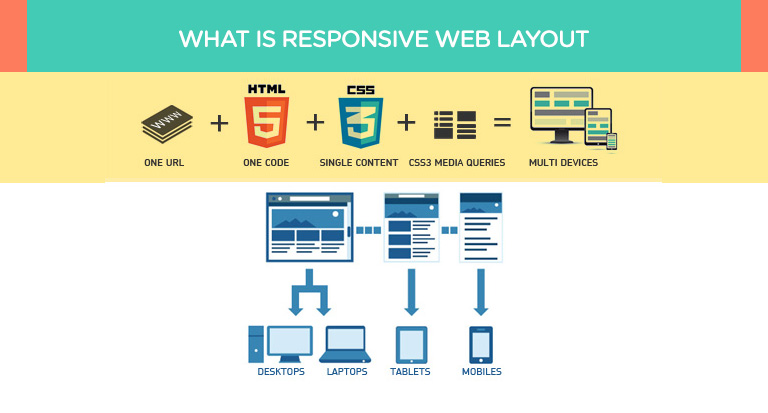 WHAT IS RESPONSIVE WEB LAYOUT
WWW
HTML
5
CSS
3
+ + + + =
ONE URL ONE CODE SINGLE CONTENT CSS3 MEDIA QUERIES MULTI DEVICES
DESKTOPS LAPTOPS TABLETS MOBILES